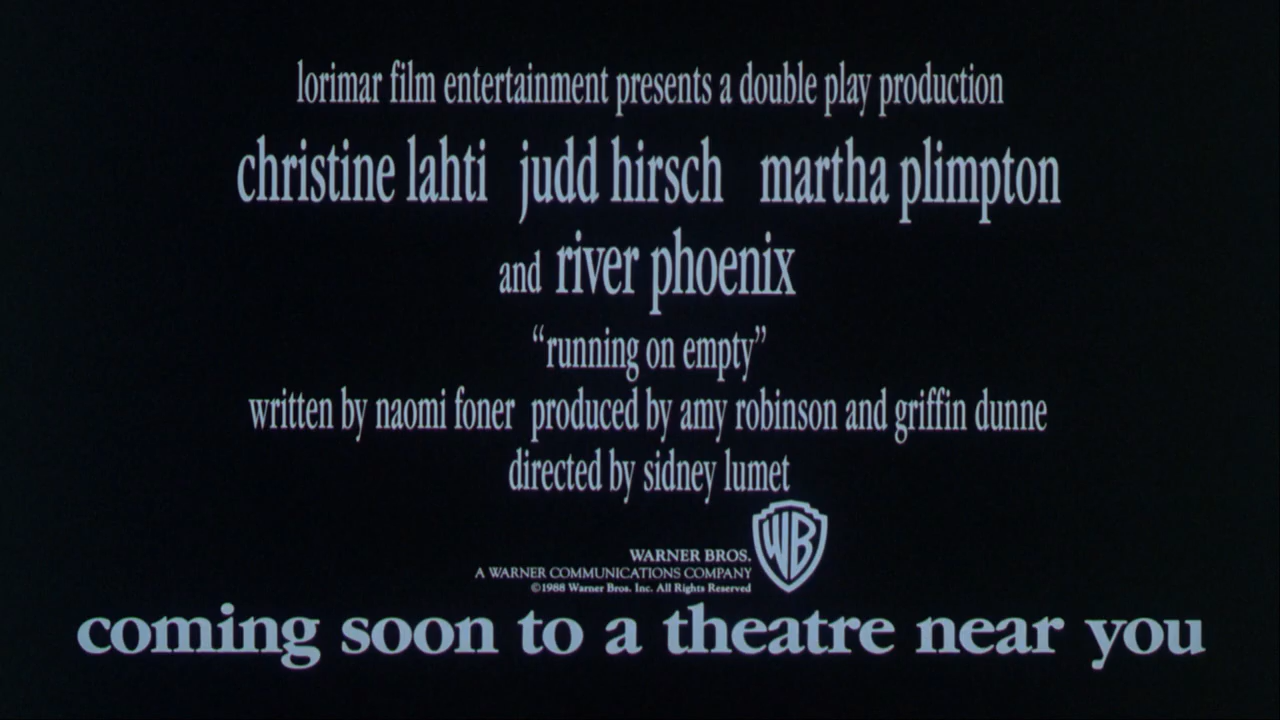 lorimar film entertainment presents a double play production
christine lahti judd hirsch martha plimpton
and river phoenix
“running on empty”
written by naomi foner produced by amy robinson and griffin dunne
directed by sidney lumet
WB
WARNER BROS.
A WARNER COMMUNICATIONS COMPANY
©1988 Warner Bros. Inc. All Rights Reserved
coming soon to a theatre near you